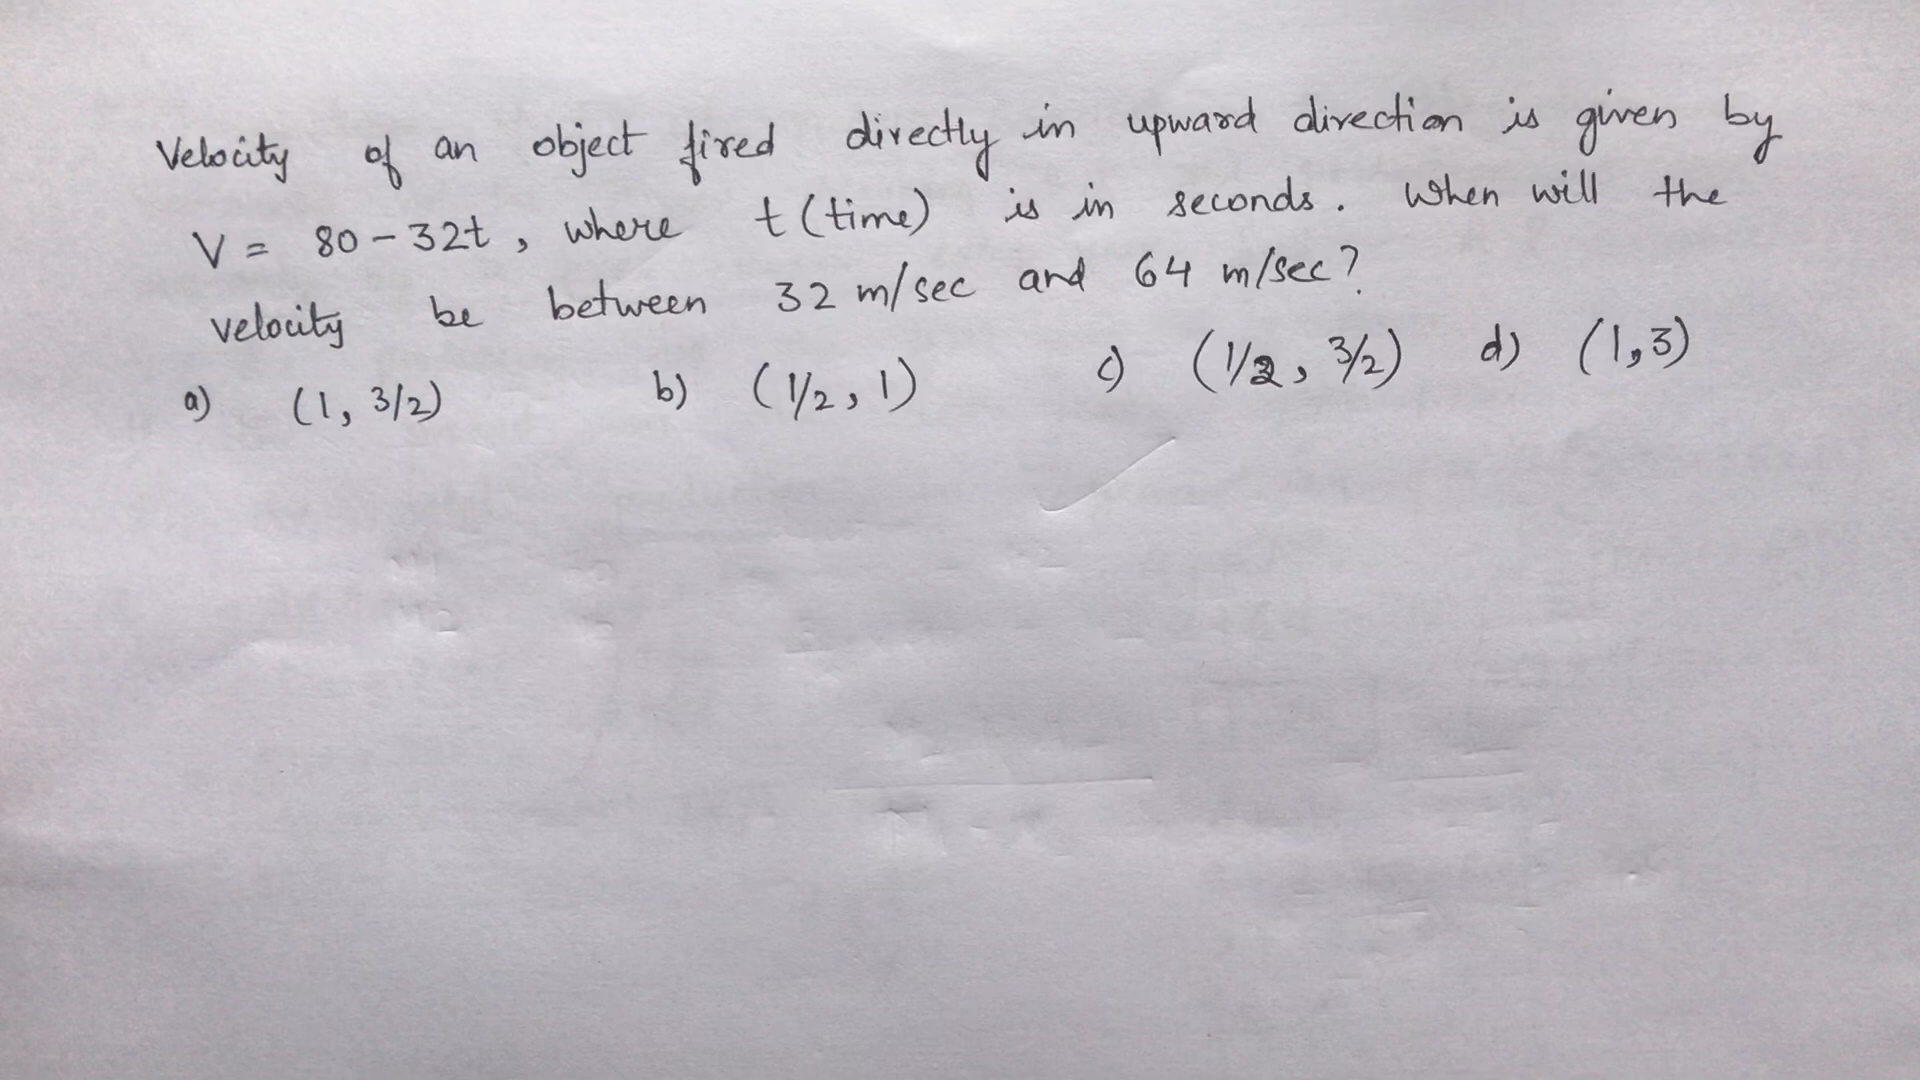 Velocity of an object fired directly in upward direction is given by
V = 80 - 32t, where t (time) is in seconds. When will the
velocity be between 32 m/sec and 64 m/sec?
a) (1, 3/2) b) (1/2, 1) c) (1/2, 3/2) d) (1,3)